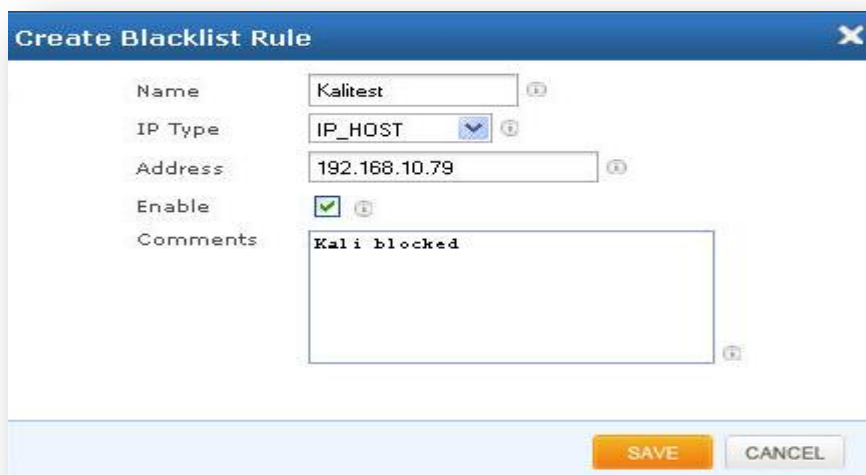 Create Blacklist Rule
Name Kalitest
IP Type IP_HOST
Address 192.168.10.79
Enable
Comments Kali blocked
SAVE CANCEL